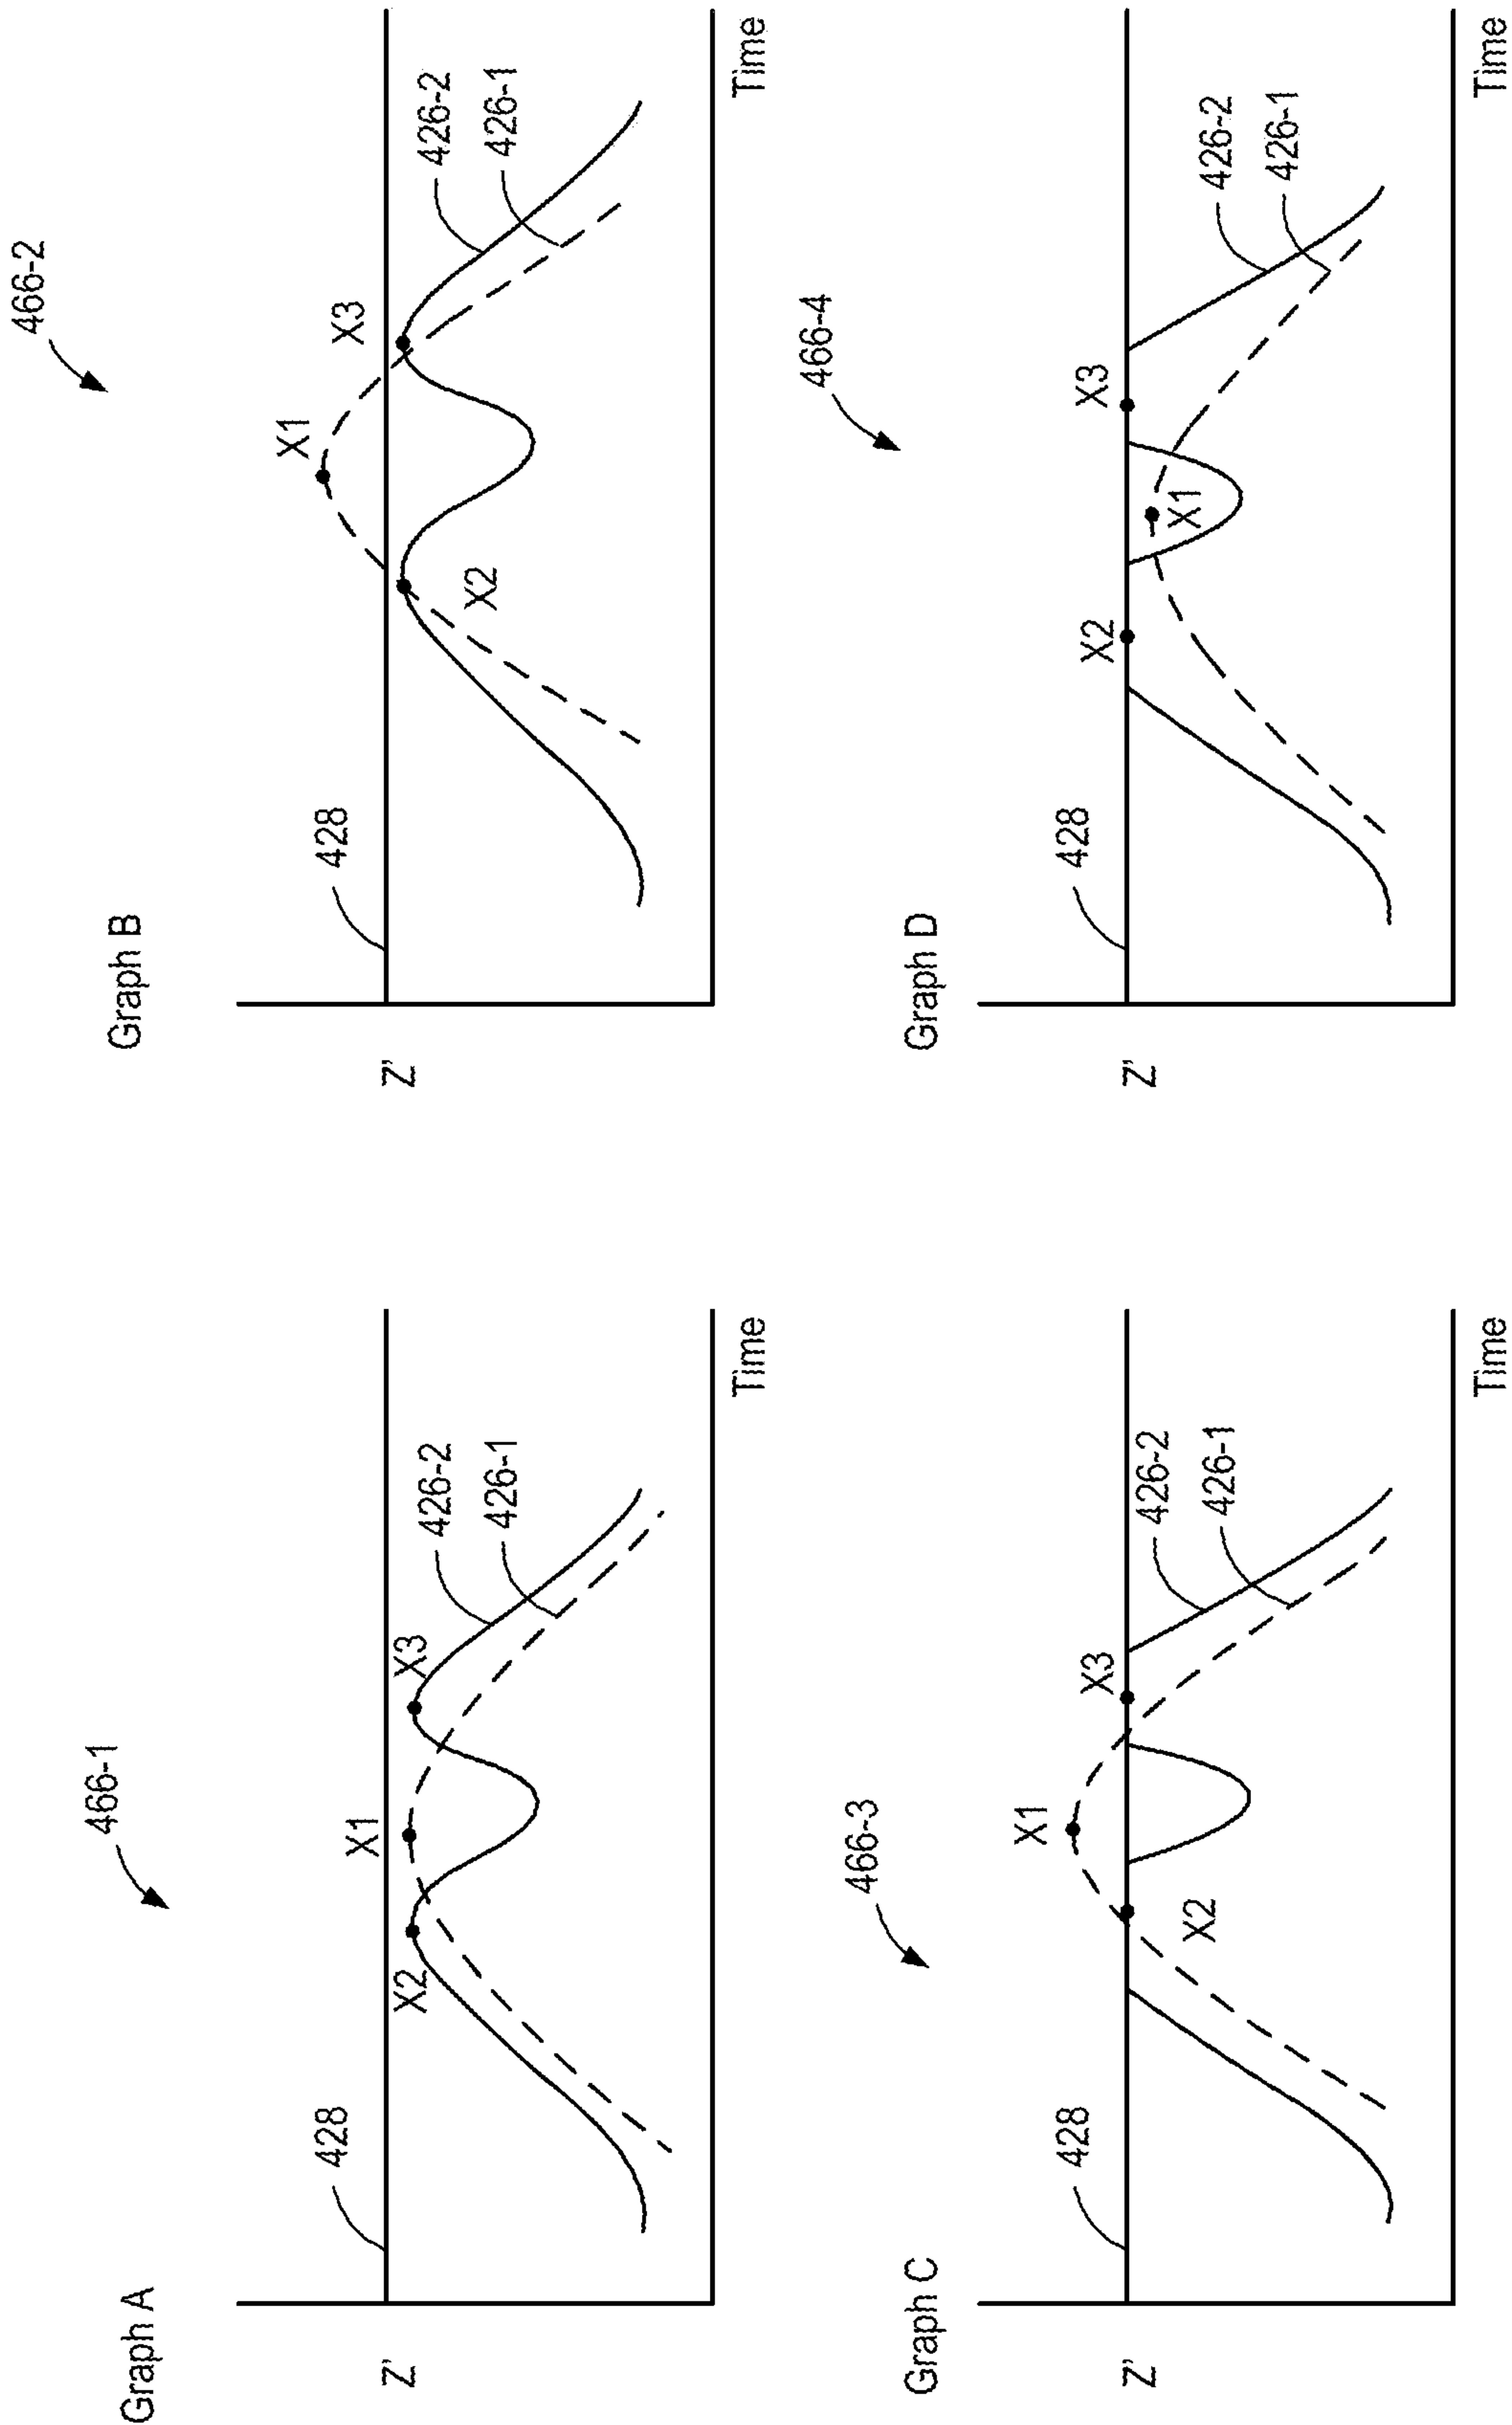 Graph A
466-1
428
Z'
X2
X1
X3
426-2
426-1
Time
Graph B
466-2
428
Z'
X2
X1
X3
426-2
426-1
Time
Graph C
466-3
428
Z'
X2
X1
X3
426-2
426-1
Time
Graph D
466-4
428
Z'
X2
X1
X3
426-2
426-1
Time